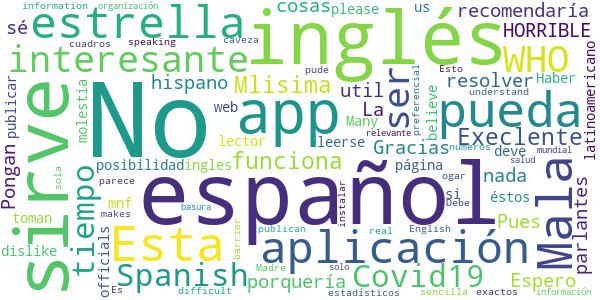 information
organización
estrella
inglés
cosas
please
us
recomendaría
cuadros
speaking
caveza
sé
HORRIBLE
WHO
interesante
No
app
español
sirve
ser
pueda
Mala
hispano
Mlisima
util
resolver
Haber
Esto
understand
latinoamericano
publicar
molestia
La
pude
preferencial
believe
web
Many
Execlente
Pongan
lector
leerse
Gracias
relevante
posibilidad
ingles
funciona
página
deve
números
salud
mundial
tiempo
Esta
aplicación
parece
mnf
si
nada
éstos
parlantes
toman
sola
dislike
officials
Spanish
porquería
Covid19
instalar
ogar
Debe
Pues
Espero
makes
basura
barrier
publican
real
English
Es
difficult
Madre
solo
estadísticos
sencilla
exactos
información